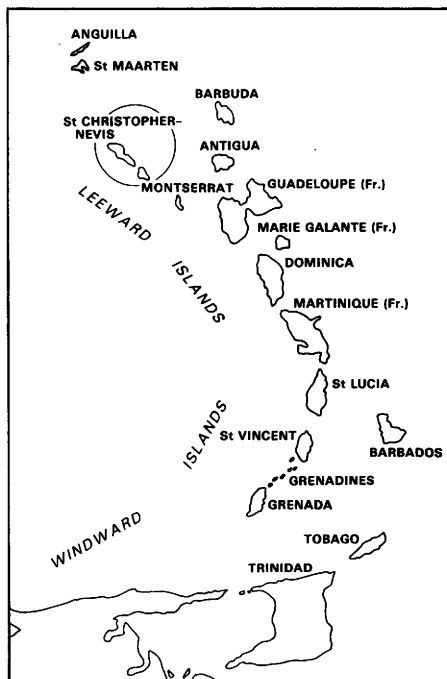 ANGUILLA
St MAARTEN
BARBUDA
St CHRISTOPHER–
NEVIS
ANTIGUA
MONTSERRAT
GUADELOUPE (Fr.)
LEEWARD
MARIE GALANTE (Fr.)
DOMINICA
ISLANDS
MARTINIQUE (Fr.)
St LUCIA
ISLANDS
St VINCENT
BARBADOS
GRENADINES
GRENADA
WINDWARD
TOBAGO
TRINIDAD